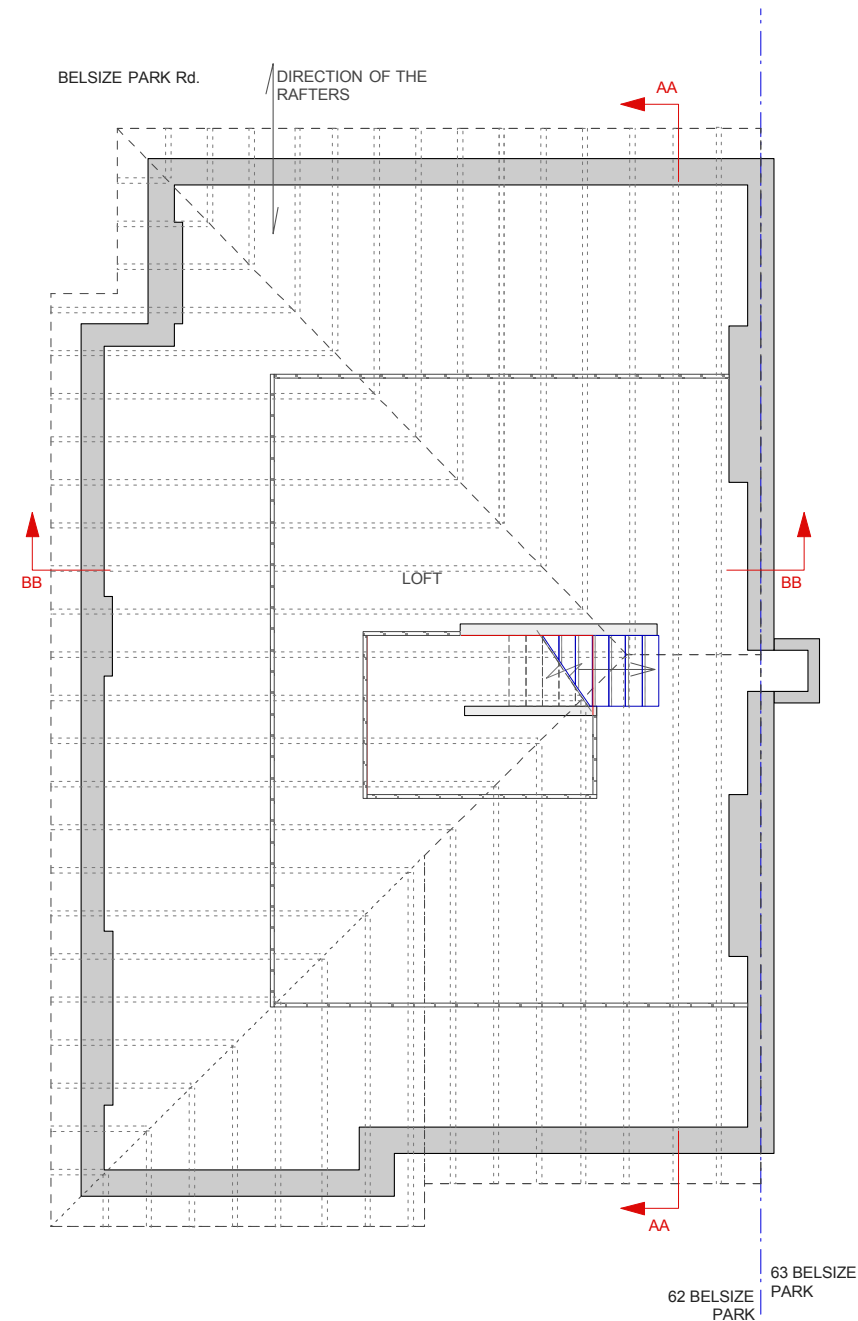 BELSIZE PARK Rd.
DIRECTION OF THE
RAFTERS
AA
BB
LOFT
BB
AA
63 BELSIZE
PARK
62 BELSIZE
PARK